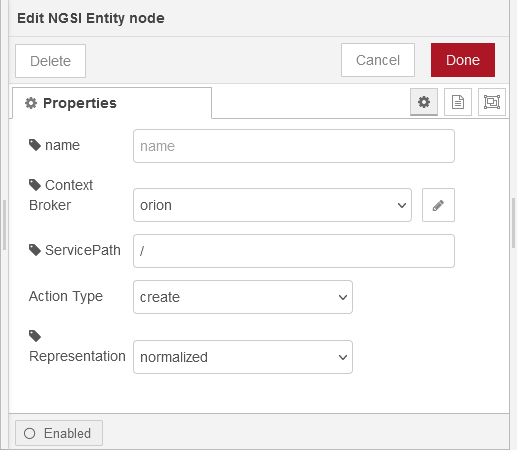 Edit NGSI Entity node
Delete
Cancel
Done
Properties
name
name
Context
Broker
orion
ServicePath
/
Action Type
create
Representation
normalized
Enabled